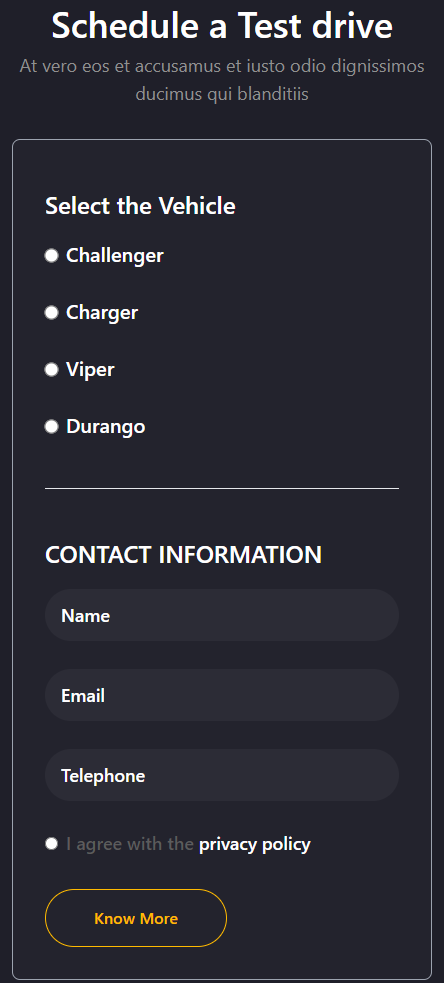 Schedule a Test drive
At vero eos et accusamus et iusto odio dignissimos
ducimus qui blanditiis
Select the Vehicle
Challenger
Charger
Viper
Durango
CONTACT INFORMATION
Name
Email
Telephone
I agree with the privacy policy
Know More